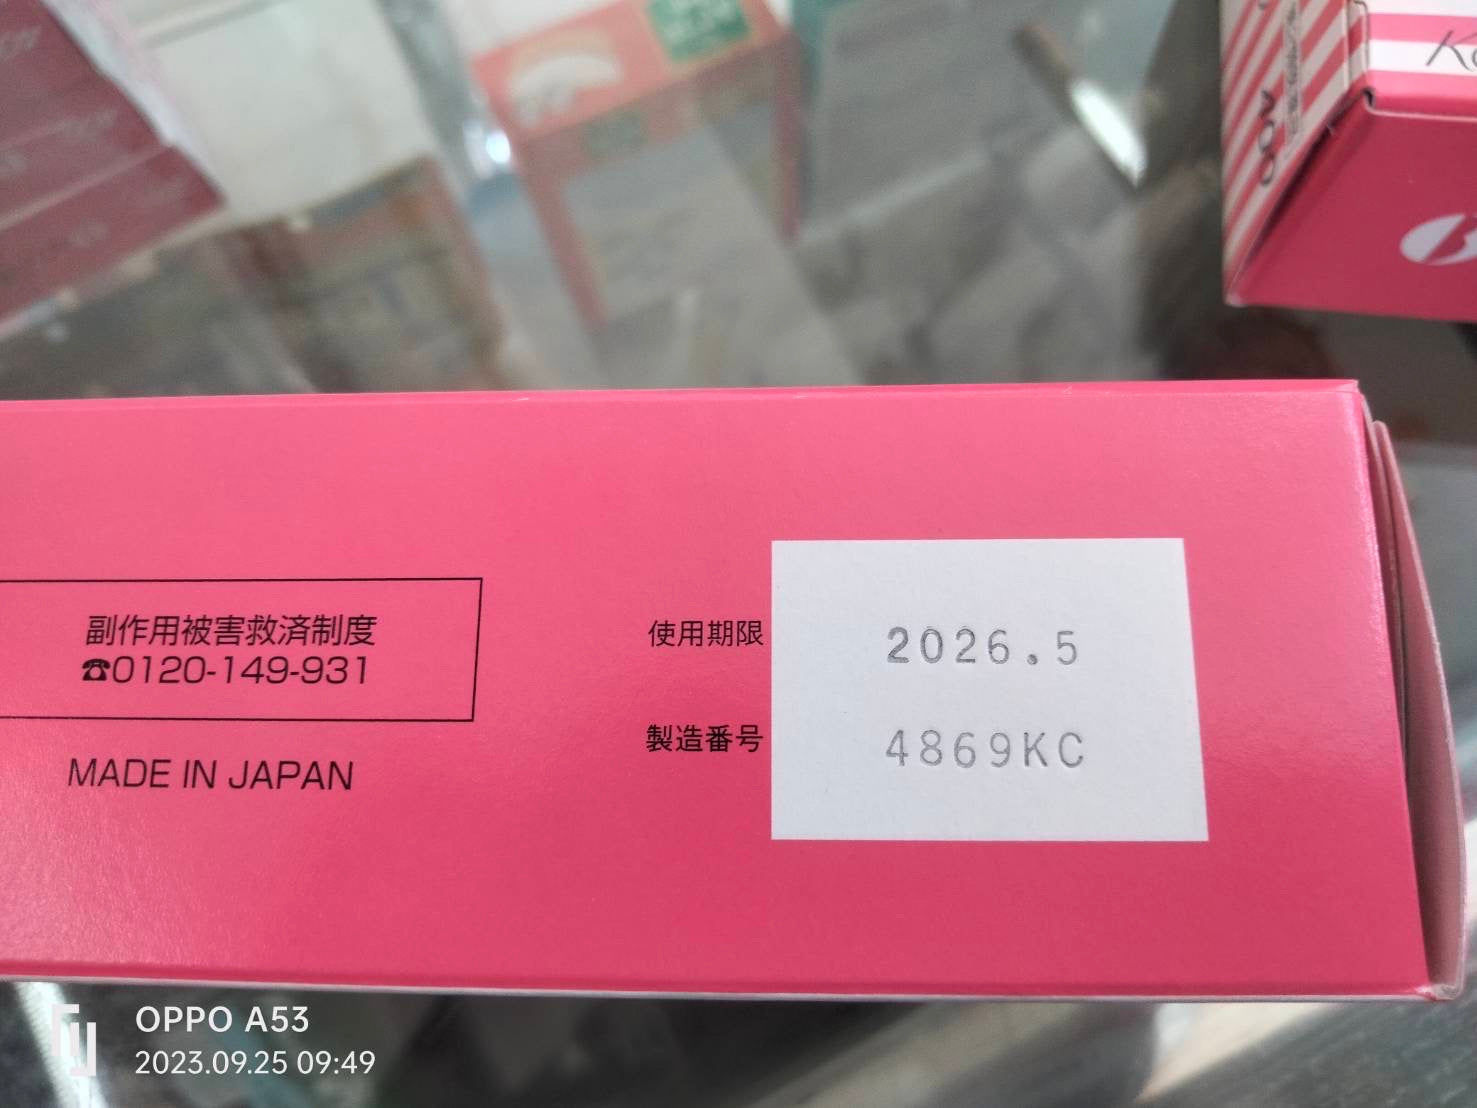 副作用被害救済制度
☎0120-149-931
MADE IN JAPAN
使用期限
2026.5
製造番号
4869KC
OPPO A53
2023.09.25 09:49